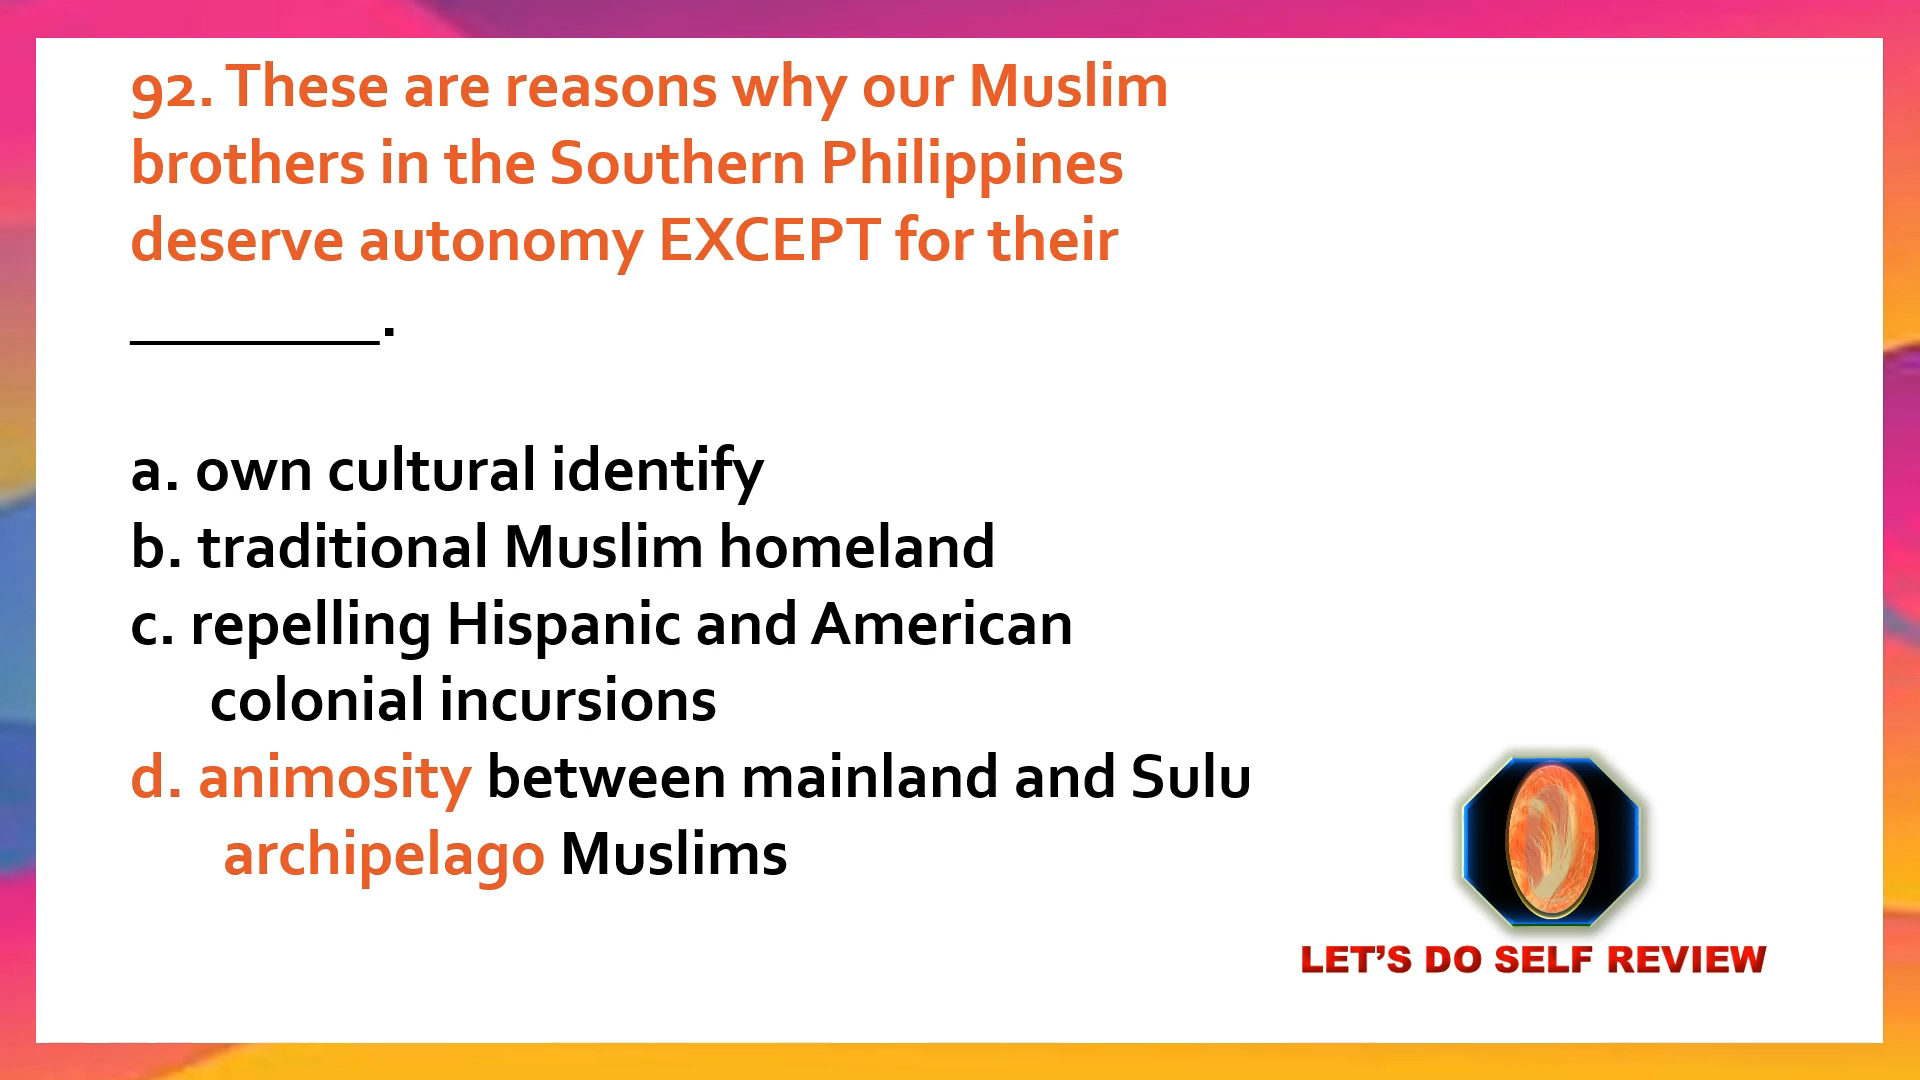 92. These are reasons why our Muslim
brothers in the Southern Philippines
deserve autonomy EXCEPT for their
_________.
a. own cultural identify
b. traditional Muslim homeland
c. repelling Hispanic and American
colonial incursions
d. animosity between mainland and Sulu
archipelago Muslims
LET'S DO SELF REVIEW